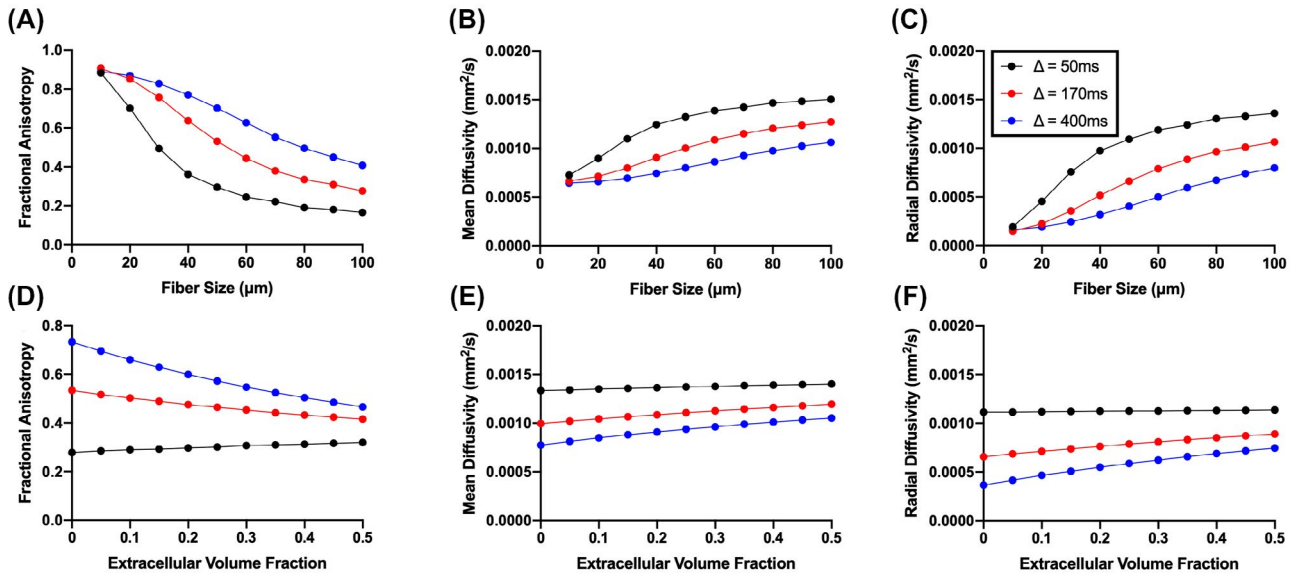 (A)
Fractional Anisotropy
1.0
0.8
0.6
0.4
0.2
0.0
0 20 40 60 80 100
Fiber Size (µm)
(B)
Mean Diffusivity (mm²/s)
0.0020
0.0015
0.0010
0.0005
0.0000
0 20 40 60 80 100
Fiber Size (µm)
(C)
Radial Diffusivity (mm²/s)
0.0020
0.0015
0.0010
0.0005
0.0000
Δ = 50ms
Δ = 170ms
Δ = 400ms
0 20 40 60 80 100
Fiber Size (µm)
(D)
Fractional Anisotropy
0.8
0.6
0.4
0.2
0.0
0 0.1 0.2 0.3 0.4 0.5
Extracellular Volume Fraction
(E)
Mean Diffusivity (mm²/s)
0.0020
0.0015
0.0010
0.0005
0.0000
0 0.1 0.2 0.3 0.4 0.5
Extracellular Volume Fraction
(F)
Radial Diffusivity (mm²/s)
0.0020
0.0015
0.0010
0.0005
0.0000
0 0.1 0.2 0.3 0.4 0.5
Extracellular Volume Fraction